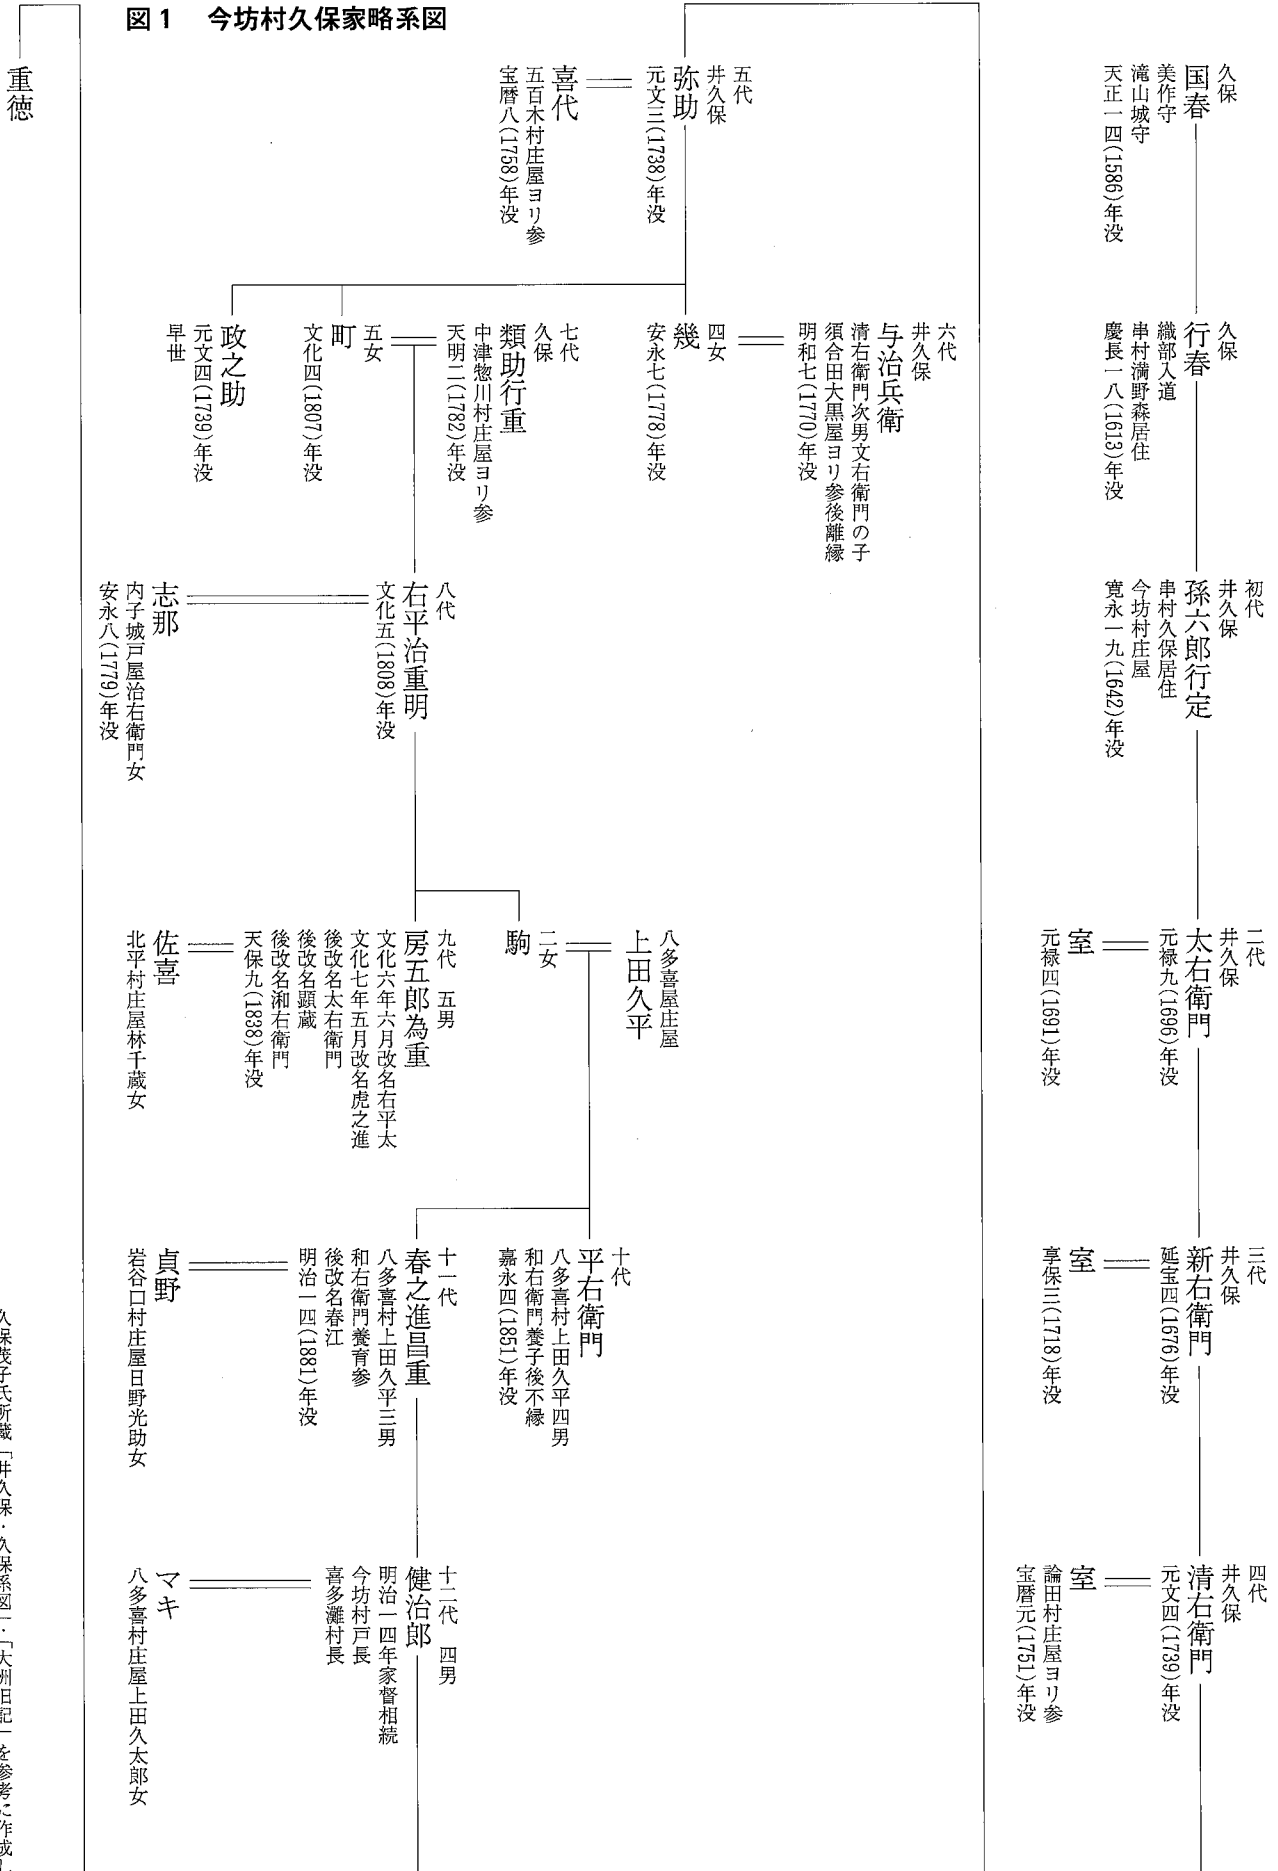 図1　今坊村久保家略系図
久保
国春
美作守
滝山城守
天正一四(1586)年没
久保
行春
織部入道
串村満野森居住
慶長一八(1613)年没
初代
井久保
孫六郎行定
串村久保居住
今坊村庄屋
寛永一九(1642)年没
二代
井久保
太右衛門
元禄九(1696)年没
室
元禄四(1691)年没
三代
井久保
新右衛門
延宝四(1676)年没
室
享保三(1718)年没
四代
井久保
清右衛門
元文四(1739)年没
室
論田村庄屋ヨリ参
宝暦元(1751)年没
五代
井久保
弥助
元文三(1738)年没
喜代
五百木村庄屋ヨリ参
宝暦八(1758)年没
六代
井久保
与治兵衛
清右衛門次男文右衛門の子
須合田大黒屋ヨリ参後離縁
明和七(1770)年没
四女
幾
安永七(1778)年没
七代
久保
類助行重
中津惣川村庄屋ヨリ参
天明二(1782)年没
五女
町
文化四(1807)年没
政之助
元文四(1739)年没
早世
八代
右平治重明
文化五(1808)年没
志那
内子城戸屋治右衛門女
安永八(1779)年没
八多喜屋庄屋
上田久平
二女
駒
九代　五男
房五郎為重
文化六年六月改名右平太
文化七年五月改名虎之進
後改名太右衛門
後改名顕蔵
後改名和右衛門
天保九(1838)年没
佐喜
北平村庄屋林千蔵女
十代
平右衛門
八多喜村上田久平四男
和右衛門養子後不縁
嘉永四(1851)年没
十一代
春之進昌重
八多喜村上田久平三男
和右衛門養育参
後改名春江
明治一四(1881)年没
貞野
岩谷口村庄屋日野光助女
十二代　四男
健治郎
明治一四年家督相続
今坊村戸長
喜多灘村長
マキ
八多喜村庄屋上田久太郎女
重徳
久保茂子氏所蔵「井久保・久保系図」・「大洲旧記」を参考に作成し